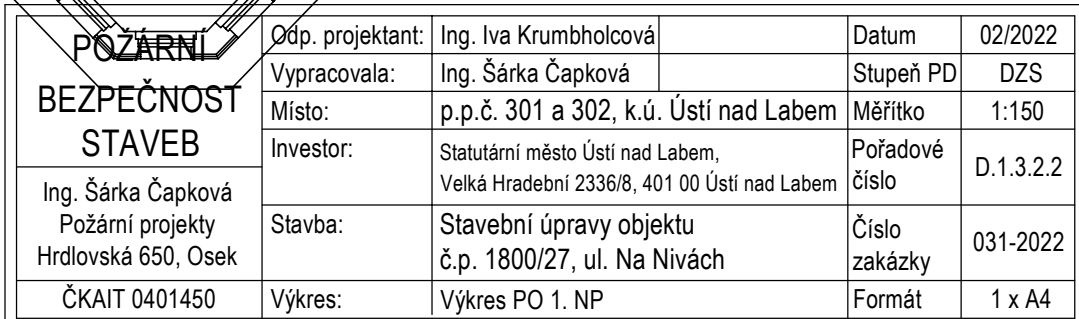 POŽÁRNÍ
BEZPEČNOST
STAVEB
Ing. Šárka Čapková
Požární projekty
Hrdlovská 650, Osek
ČKAIT 0401450
Odp. projektant: Ing. Iva Krumbholcová Datum 02/2022
Vypracovala: Ing. Šárka Čapková Stupeň PD DZS
Místo: p.p.č. 301 a 302, k.ú. Ústí nad Labem Měřítko 1:150
Investor: Statutární město Ústí nad Labem,
Velká Hradební 2336/8, 401 00 Ústí nad Labem
Pořadové
číslo
D.1.3.2.2
Stavba: Stavební úpravy objektu
č.p. 1800/27, ul. Na Nivách
Číslo
zakázky
031-2022
Výkres: Výkres PO 1. NP Formát 1 x A4